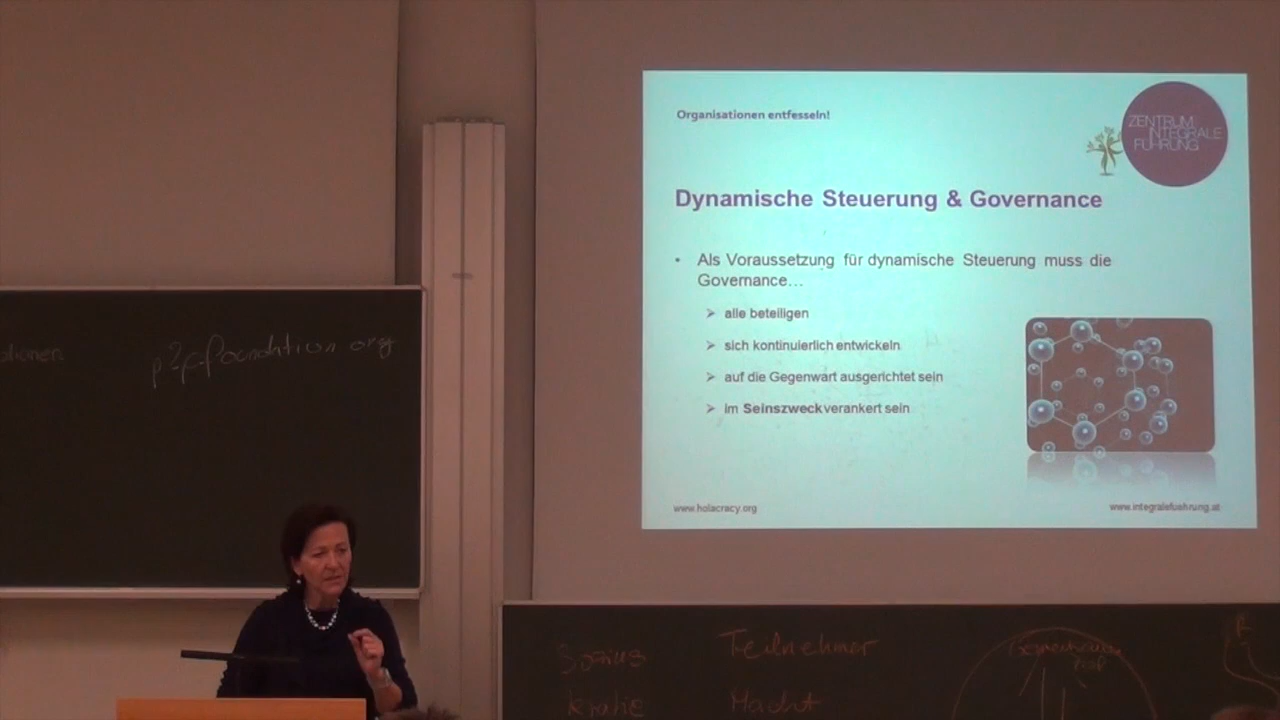 Organisationen entfesseln!
ZENTRUM
INTEGRALE
FÜHRUNG
Dynamische Steuerung & Governance
• Als Voraussetzung für dynamische Steuerung muss die
Governance…
➢ alle beteiligen
➢ sich kontinuierlich entwickeln
➢ auf die Gegenwart ausgerichtet sein
➢ im Seinszweck verankert sein
www.holacracy.org
www.integralefuehrung.at
p2p-foundation.org
Sozius Teilnehmer
Kratie Macht